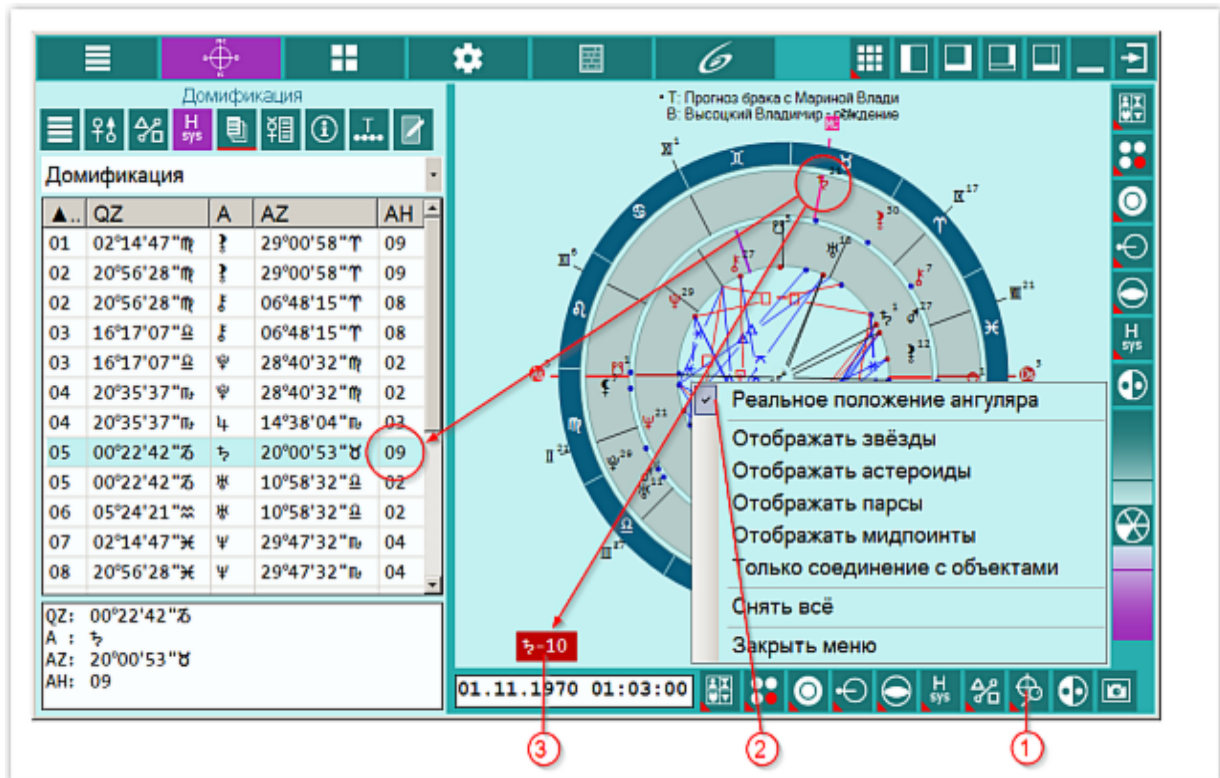 Домификация
• Т: Прогноз брака с Мариной Влади
В: Высоцкий Владимир - рождение
H sys
T
Домификация
▲.. QZ A AZ AH
01 02°14'47"♍ ⚳ 29°00'58"♈ 09
02 20°56'28"♍ ⚳ 29°00'58"♈ 09
02 20°56'28"♍ ⚷ 06°48'15"♈ 08
03 16°17'07"♎ ⚷ 06°48'15"♈ 08
03 16°17'07"♎ 28°40'32"♍ 02
04 20°35'37"♏ 28°40'32"♍ 02
04 20°35'37"♏ ♃ 14°38'04"♏ 03
05 00°22'42"♑ ♄ 20°00'53"♉ 09
05 00°22'42"♑ ♅ 10°58'32"♎ 02
06 05°24'21"♒ ♅ 10°58'32"♎ 02
07 02°14'47"♓ ♆ 29°47'32"♏ 04
08 20°56'28"♓ ♆ 29°47'32"♏ 04
QZ: 00°22'42"♑
A : ♄
AZ: 20°00'53"♉
AH: 09
MC
H sys
Реальное положение ангуляра
Отображать звёзды
Отображать астероиды
Отображать парсы
Отображать мидпоинты
Только соединение с объектами
Снять всё
Закрыть меню
♄-10
01.11.1970 01:03:00
H sys
3 2 1